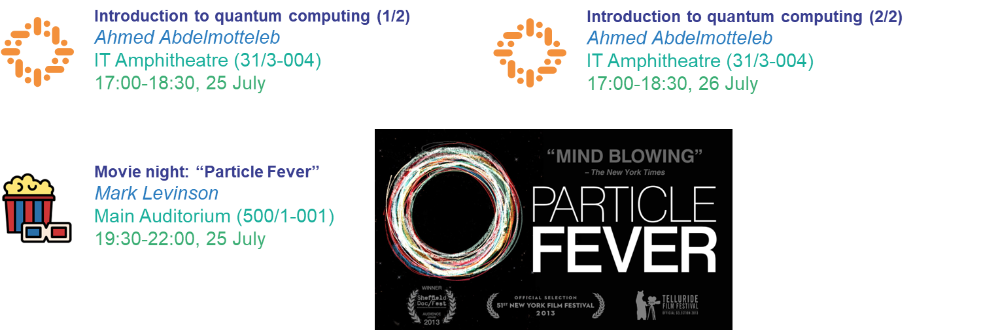 Introduction to quantum computing (1/2)
Ahmed Abdelmotteleb
IT Amphitheatre (31/3-004)
17:00-18:30, 25 July
Introduction to quantum computing (2/2)
Ahmed Abdelmotteleb
IT Amphitheatre (31/3-004)
17:00-18:30, 26 July
Movie night: “Particle Fever”
Mark Levinson
Main Auditorium (500/1-001)
19:30-22:00, 25 July
“MIND BLOWING”
– The New York Times
PARTICLE
FEVER
WINNER
Sheffield
Doc/Fest
AUDIENCE
AWARD
2013
OFFICIAL SELECTION
51ST NEW YORK FILM FESTIVAL
2013
TELLURIDE
FILM FESTIVAL
OFFICIAL SELECTION 2013